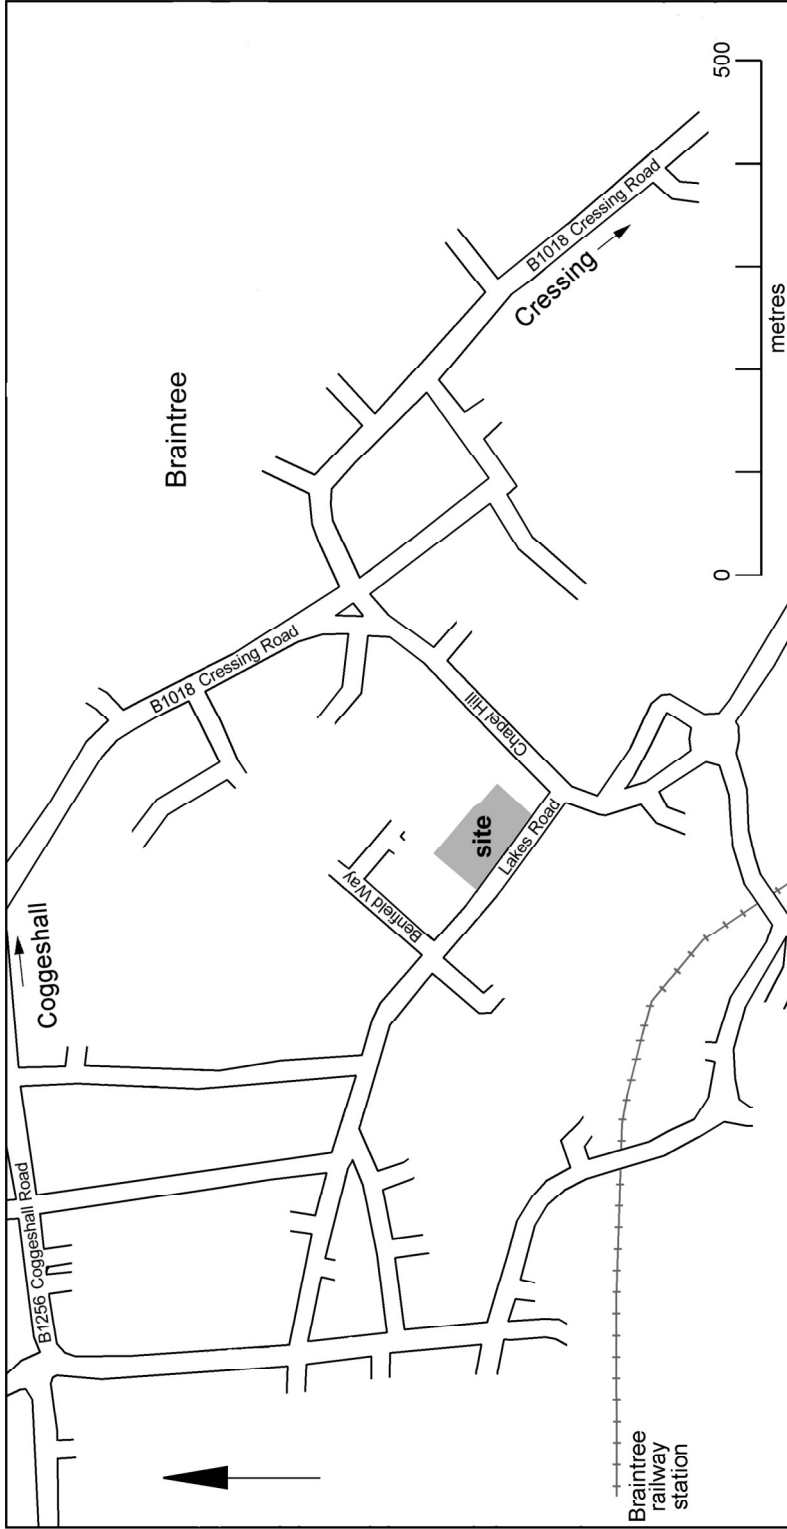 B1256 Coggeshall Road
Coggeshall
B1018 Cressing Road
Braintree
Benfield Way
site
Lakes Road
Chapel Hill
B1018 Cressing Road
Cressing
Braintree
railway
station
0
500
metres